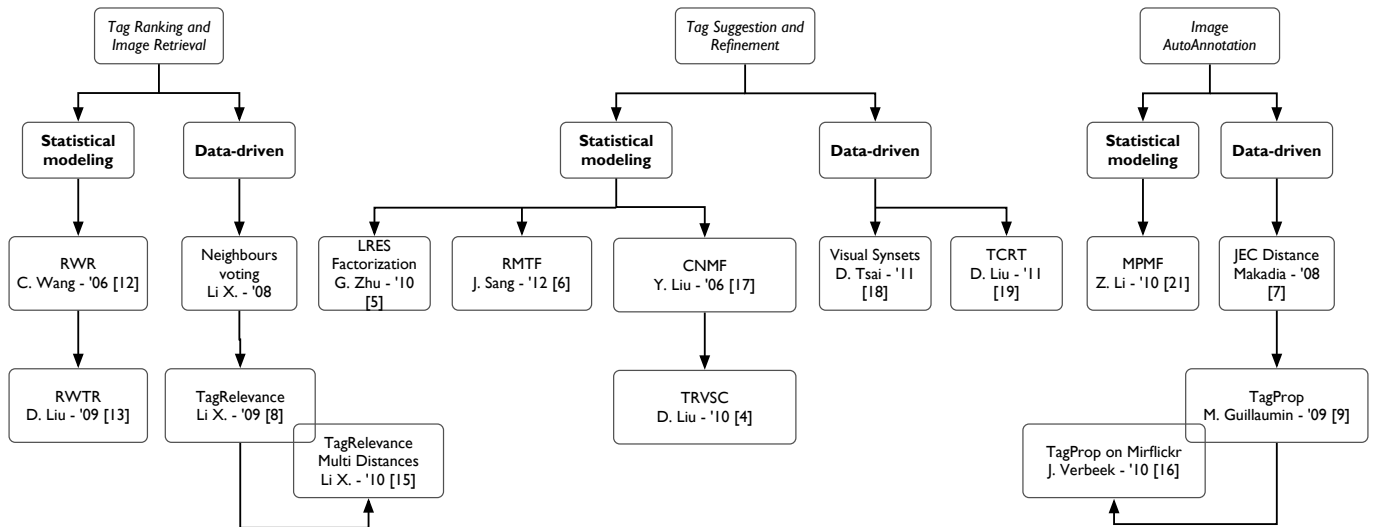 Tag Ranking and
Image Retrieval
Tag Suggestion and
Refinement
Image
AutoAnnotation
Statistical
modeling
Data-driven
Statistical
modeling
Data-driven
Statistical
modeling
Data-driven
RWR
C. Wang - '06 [12]
Neighbours
voting
Li X. - '08
LRES
Factorization
G. Zhu - '10
[5]
RMTF
J. Sang - '12 [6]
CNMF
Y. Liu - '06 [17]
Visual Synsets
D. Tsai - '11
[18]
TCRT
D. Liu - '11
[19]
MPMF
Z. Li - '10 [21]
JEC Distance
Makadia - '08
[7]
RWTR
D. Liu - '09 [13]
TagRelevance
Li X. - '09 [8]
TRVSC
D. Liu - '10 [4]
TagProp
M. Guillaumin - '09 [9]
TagRelevance
Multi Distances
Li X. - '10 [15]
TagProp on Mirflickr
J. Verbeek - '10 [16]